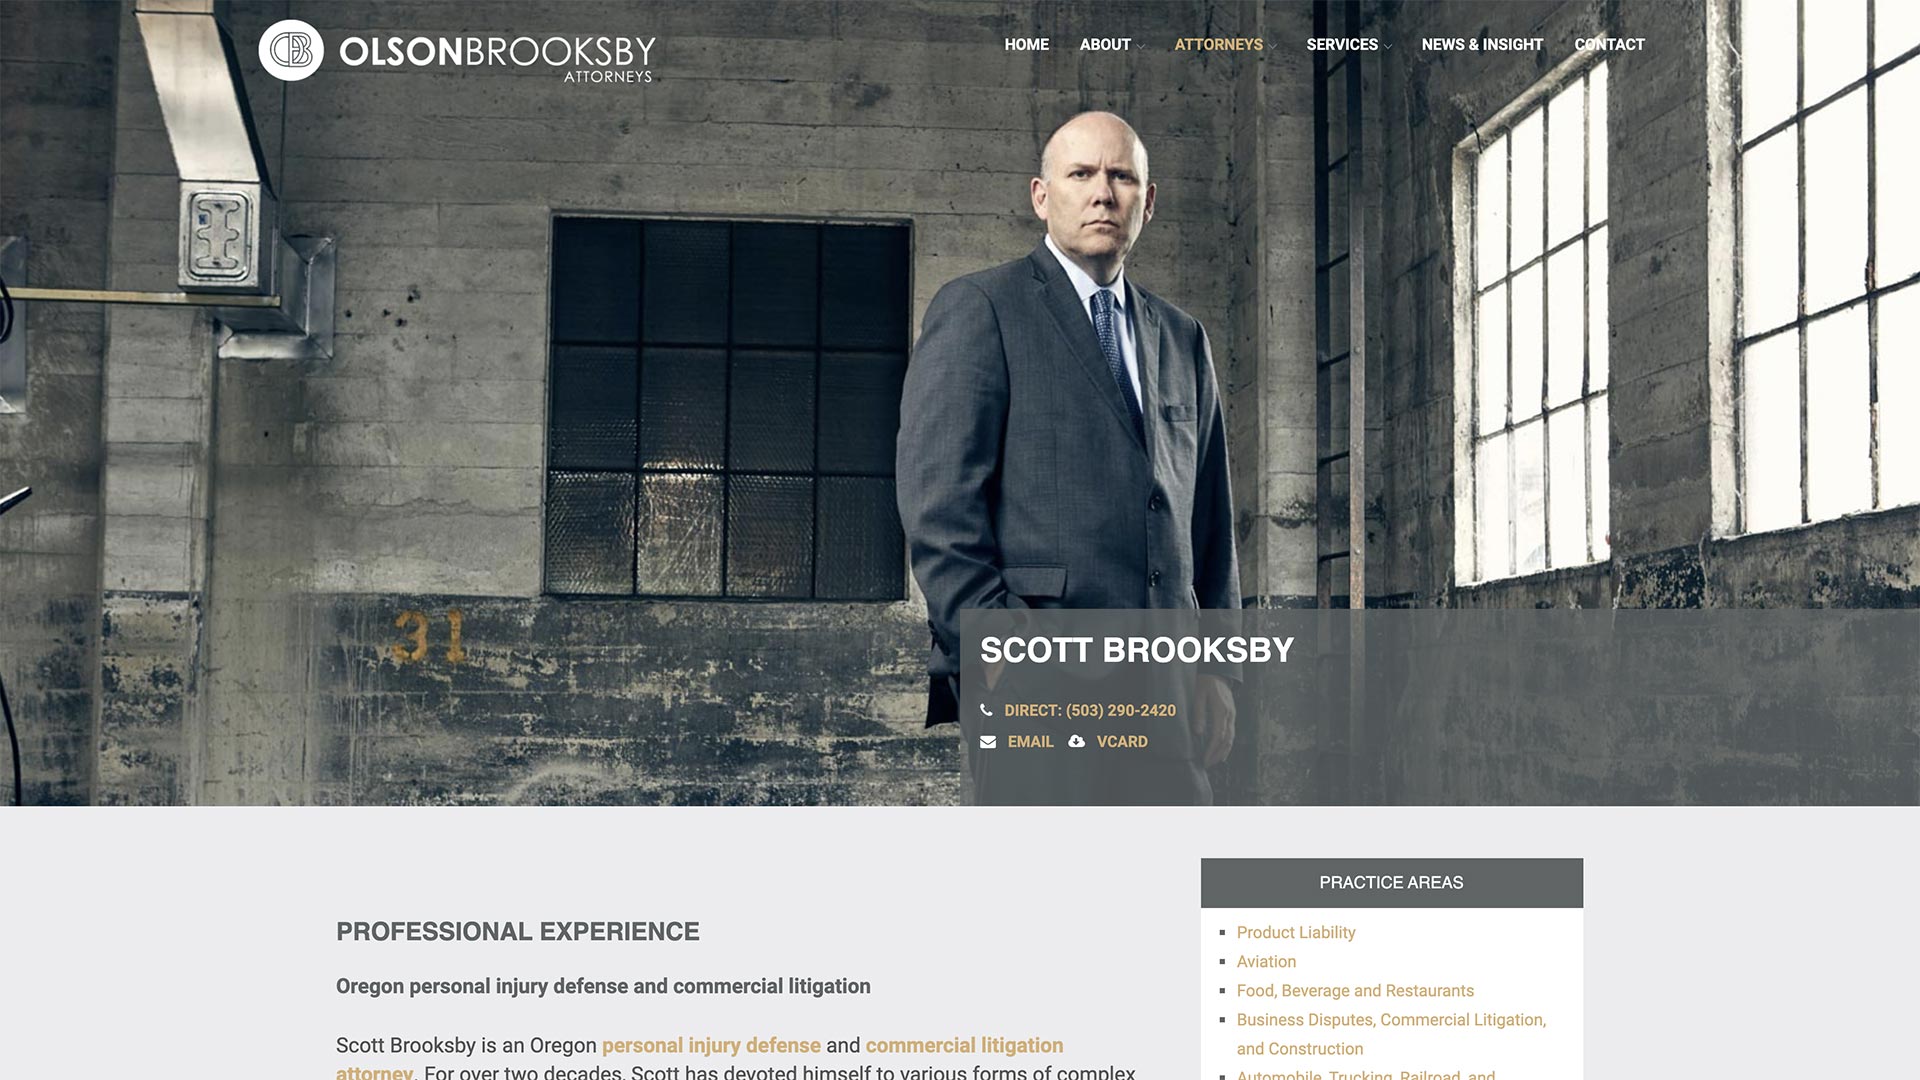 OLSONBROOKSBY
ATTORNEYS
HOME ABOUT ATTORNEYS SERVICES NEWS & INSIGHT CONTACT
31
SCOTT BROOKSBY
DIRECT: (503) 290-2420
EMAIL VCARD
PROFESSIONAL EXPERIENCE
Oregon personal injury defense and commercial litigation
Scott Brooksby is an Oregon personal injury defense and commercial litigation
attorney. For over two decades, Scott has devoted himself to various forms of complex
PRACTICE AREAS
Product Liability
Aviation
Food, Beverage and Restaurants
Business Disputes, Commercial Litigation,
and Construction
Automobile, Trucking, Railroad, and